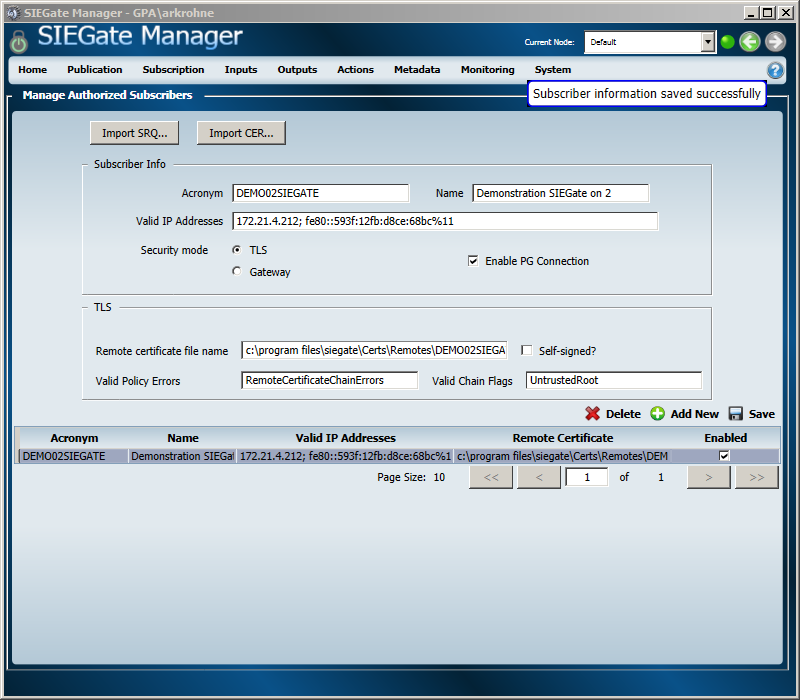 SIEGate Manager - GPA\arkrohne
SIEGate Manager
Current Node: Default
Home Publication Subscription Inputs Outputs Actions Metadata Monitoring System
Subscriber information saved successfully
Manage Authorized Subscribers
Import SRQ... Import CER...
Subscriber Info
Acronym DEMO02SIEGATE Name Demonstration SIEGate on 2
Valid IP Addresses 172.21.4.212; fe80::593f:12fb:d8ce:68bc%11
Security mode TLS
Enable PG Connection
Gateway
TLS
Remote certificate file name c:\program files\siegate\Certs\Remotes\DEMO02SIEGA Self-signed?
Valid Policy Errors RemoteCertificateChainErrors Valid Chain Flags UntrustedRoot
Delete Add New Save
Acronym Name Valid IP Addresses Remote Certificate Enabled
DEMO02SIEGATE Demonstration SIEGat 172.21.4.212; fe80::593f:12fb:d8ce:68bc%1 c:\program files\siegate\Certs\Remotes\DEM
Page Size: 10 << < 1 of 1 > >>